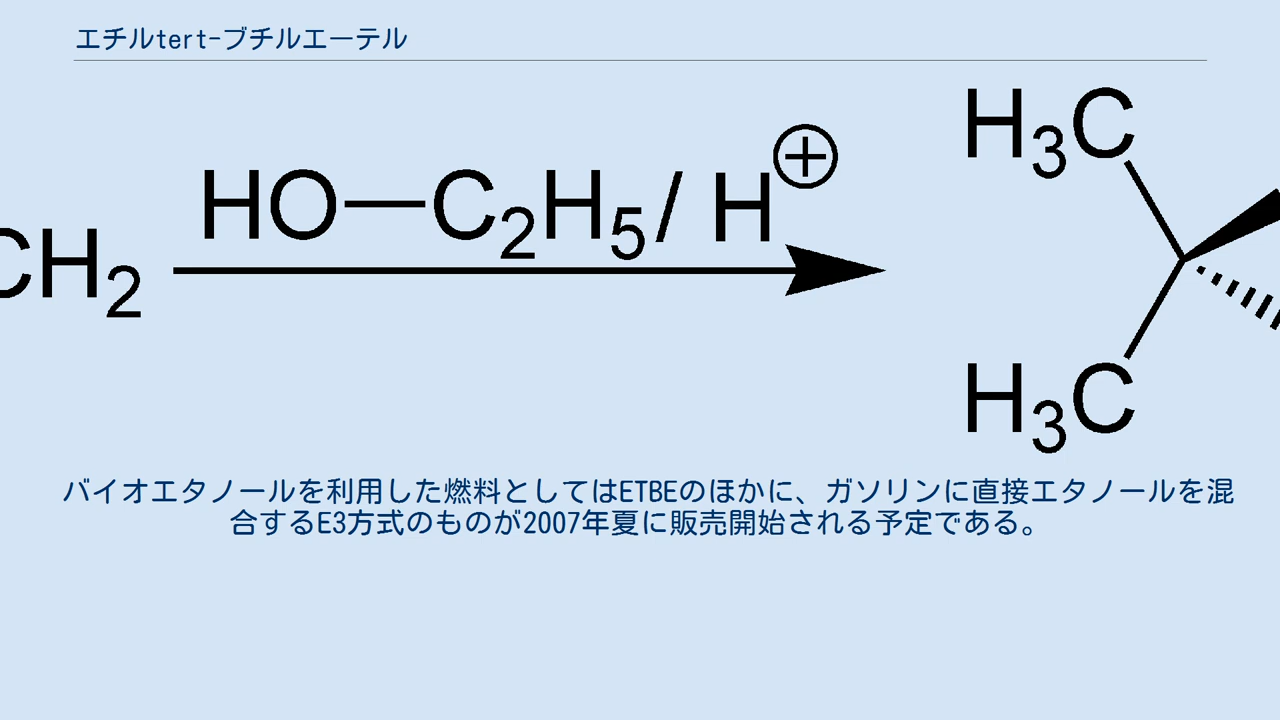 エチルtert-ブチルエーテル
H₃C
HO—C₂H₅/ H⊕
CH₂
H₃C
バイオエタノールを利用した燃料としてはETBEのほかに、ガソリンに直接エタノールを混
合するE3方式のものが2007年夏に販売開始される予定である。